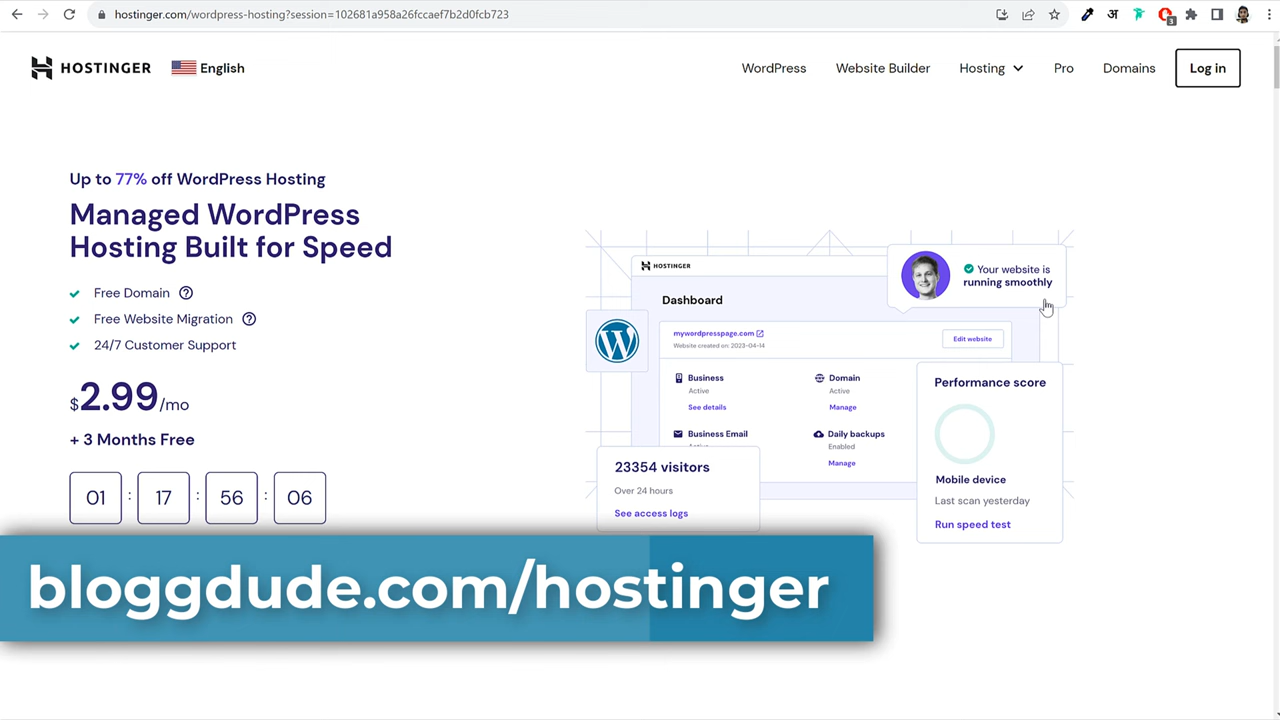 hostinger.com/wordpress-hosting?session=102681a958a26fccaef7b2d0fcb723
अ
3
HOSTINGER
English
WordPress
Website Builder
Hosting
Pro
Domains
Log in
Up to 77% off WordPress Hosting
Managed WordPress
Hosting Built for Speed
Free Domain ?
Free Website Migration ?
24/7 Customer Support
$2.99/mo
+ 3 Months Free
01 : 17 : 56 : 06
HOSTINGER
Your website is
running smoothly
Dashboard
mywordpresspage.com
Website created on: 2023-04-14
Edit website
Business
Active
See details
Domain
Active
Manage
Business Email
Daily backups
Enabled
Manage
Performance score
Mobile device
Last scan yesterday
Run speed test
23354 visitors
Over 24 hours
See access logs
bloggdude.com/hostinger